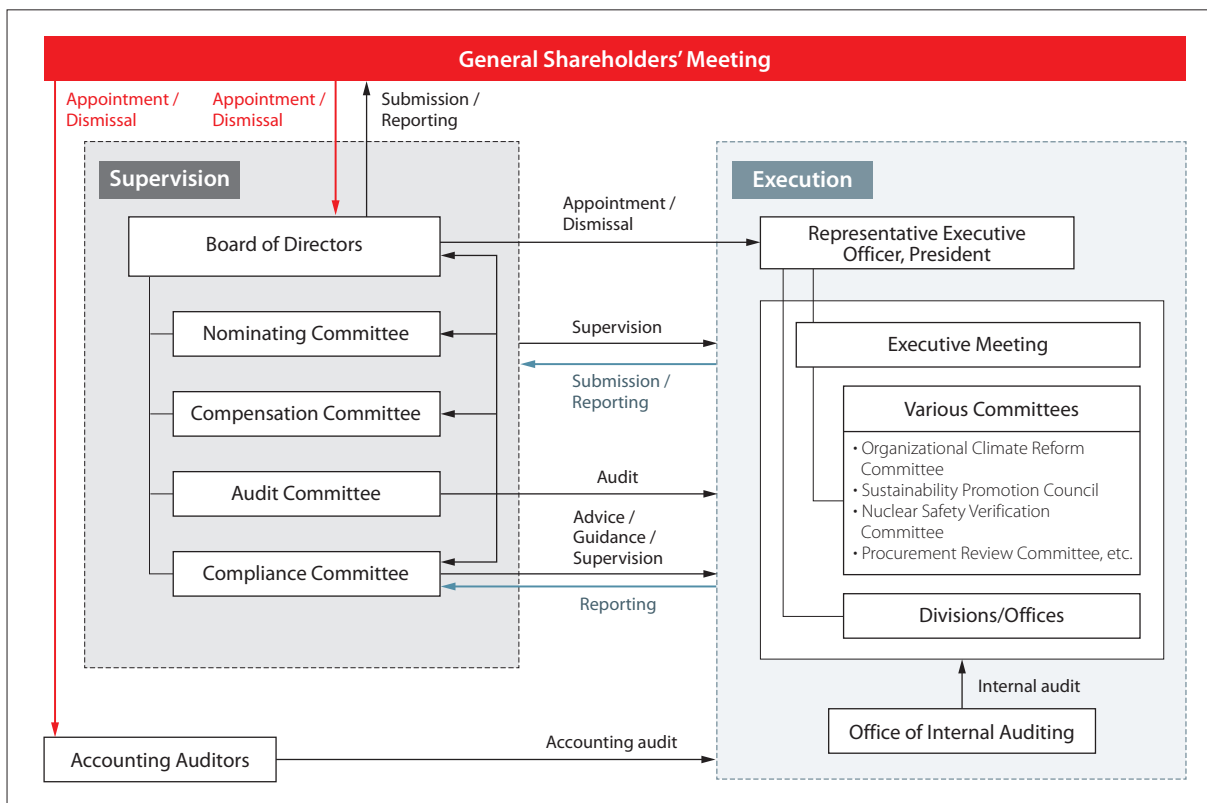 General Shareholders' Meeting
Appointment /
Dismissal
Appointment /
Dismissal
Submission /
Reporting
Supervision
Board of Directors
Nominating Committee
Compensation Committee
Audit Committee
Compliance Committee
Appointment /
Dismissal
Supervision
Submission /
Reporting
Audit
Advice /
Guidance /
Supervision
Reporting
Execution
Representative Executive
Officer, President
Executive Meeting
Various Committees
• Organizational Climate Reform
Committee
• Sustainability Promotion Council
• Nuclear Safety Verification
Committee
• Procurement Review Committee, etc.
Divisions/Offices
Internal audit
Office of Internal Auditing
Accounting Auditors
Accounting audit